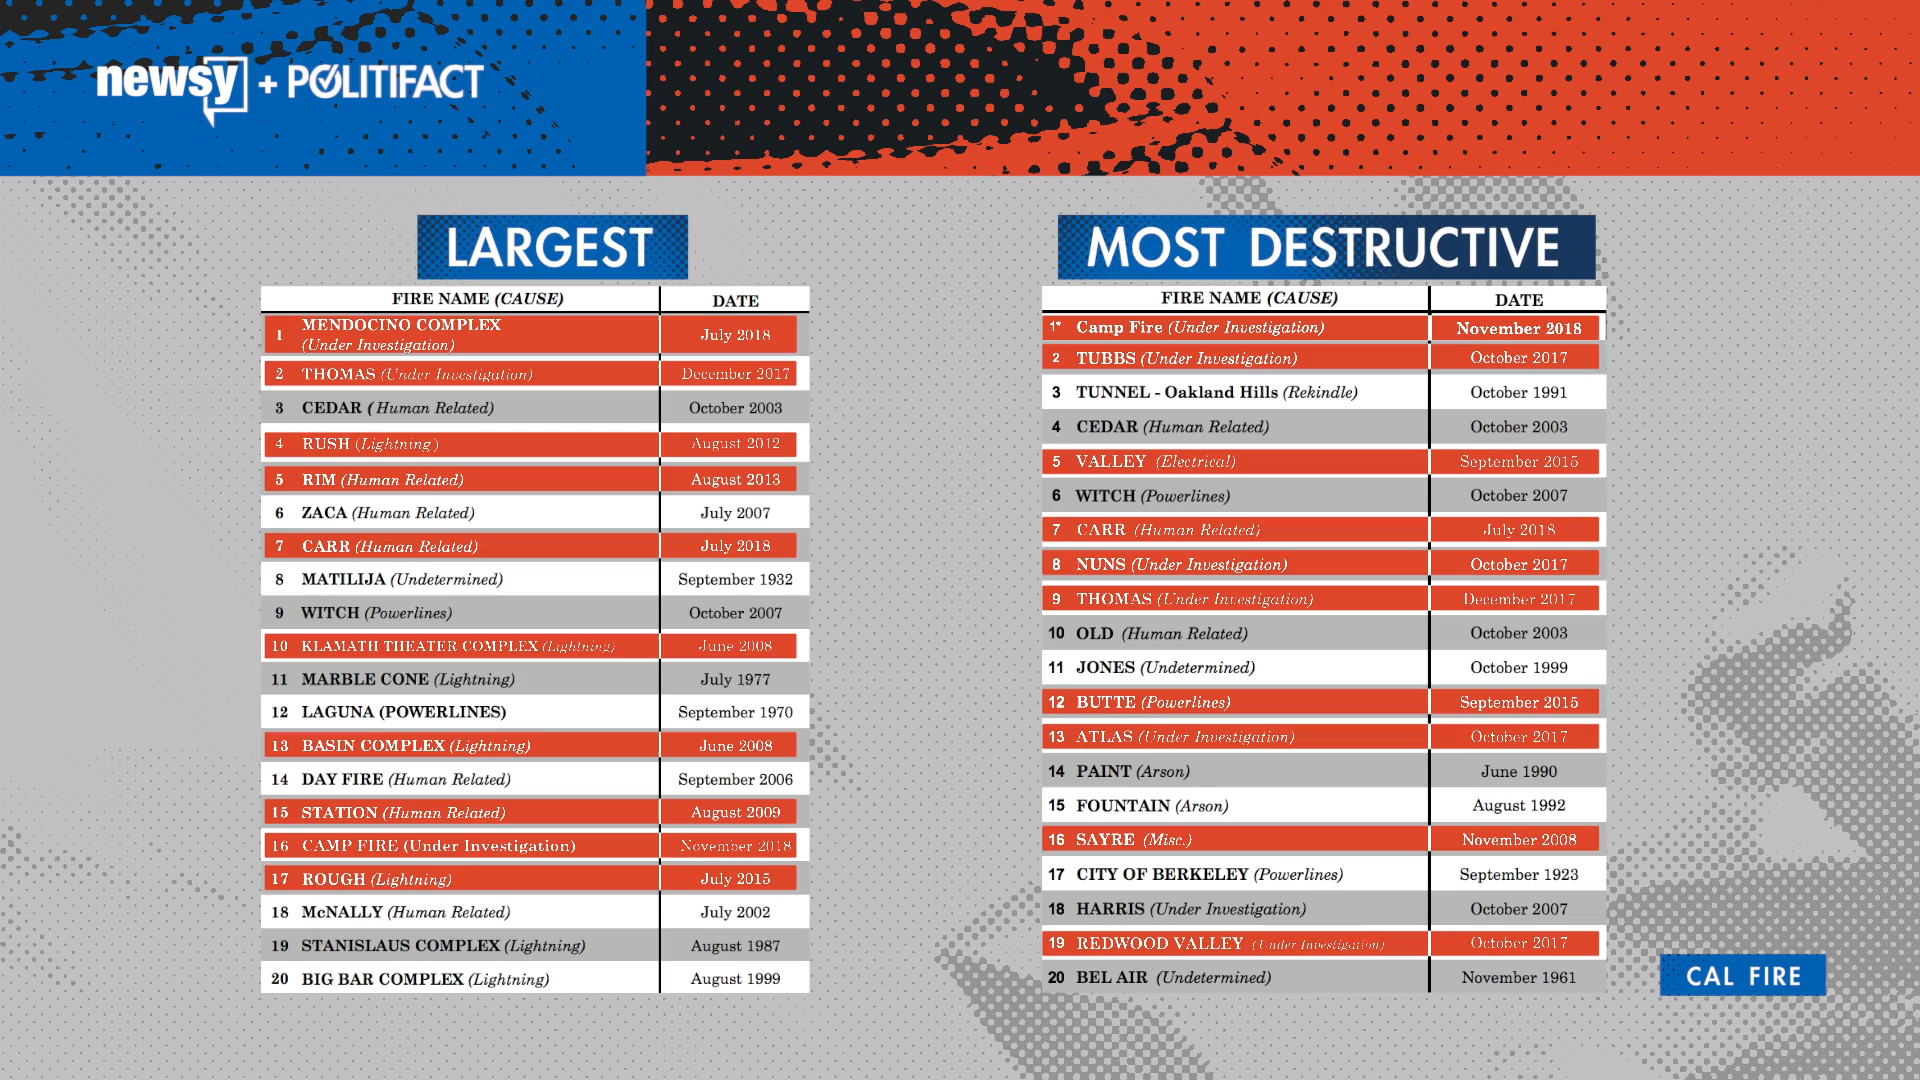 newsy + POLITIFACT
LARGEST
FIRE NAME (CAUSE) DATE
1 MENDOCINO COMPLEX (Under Investigation) July 2018
2 THOMAS (Under Investigation) December 2017
3 CEDAR ( Human Related) October 2003
4 RUSH (Lightning ) August 2012
5 RIM (Human Related) August 2013
6 ZACA (Human Related) July 2007
7 CARR (Human Related) July 2018
8 MATILIJA (Undetermined) September 1932
9 WITCH (Powerlines) October 2007
10 KLAMATH THEATER COMPLEX (Lightning) June 2008
11 MARBLE CONE (Lightning) July 1977
12 LAGUNA (POWERLINES) September 1970
13 BASIN COMPLEX (Lightning) June 2008
14 DAY FIRE (Human Related) September 2006
15 STATION (Human Related) August 2009
16 CAMP FIRE (Under Investigation) November 2018
17 ROUGH (Lightning) July 2015
18 McNALLY (Human Related) July 2002
19 STANISLAUS COMPLEX (Lightning) August 1987
20 BIG BAR COMPLEX (Lightning) August 1999
MOST DESTRUCTIVE
FIRE NAME (CAUSE) DATE
1* Camp Fire (Under Investigation) November 2018
2 TUBBS (Under Investigation) October 2017
3 TUNNEL - Oakland Hills (Rekindle) October 1991
4 CEDAR (Human Related) October 2003
5 VALLEY (Electrical) September 2015
6 WITCH (Powerlines) October 2007
7 CARR (Human Related) July 2018
8 NUNS (Under Investigation) October 2017
9 THOMAS (Under Investigation) December 2017
10 OLD (Human Related) October 2003
11 JONES (Undetermined) October 1999
12 BUTTE (Powerlines) September 2015
13 ATLAS (Under Investigation) October 2017
14 PAINT (Arson) June 1990
15 FOUNTAIN (Arson) August 1992
16 SAYRE (Misc.) November 2008
17 CITY OF BERKELEY (Powerlines) September 1923
18 HARRIS (Under Investigation) October 2007
19 REDWOOD VALLEY (Under Investigation) October 2017
20 BEL AIR (Undetermined) November 1961
CAL FIRE